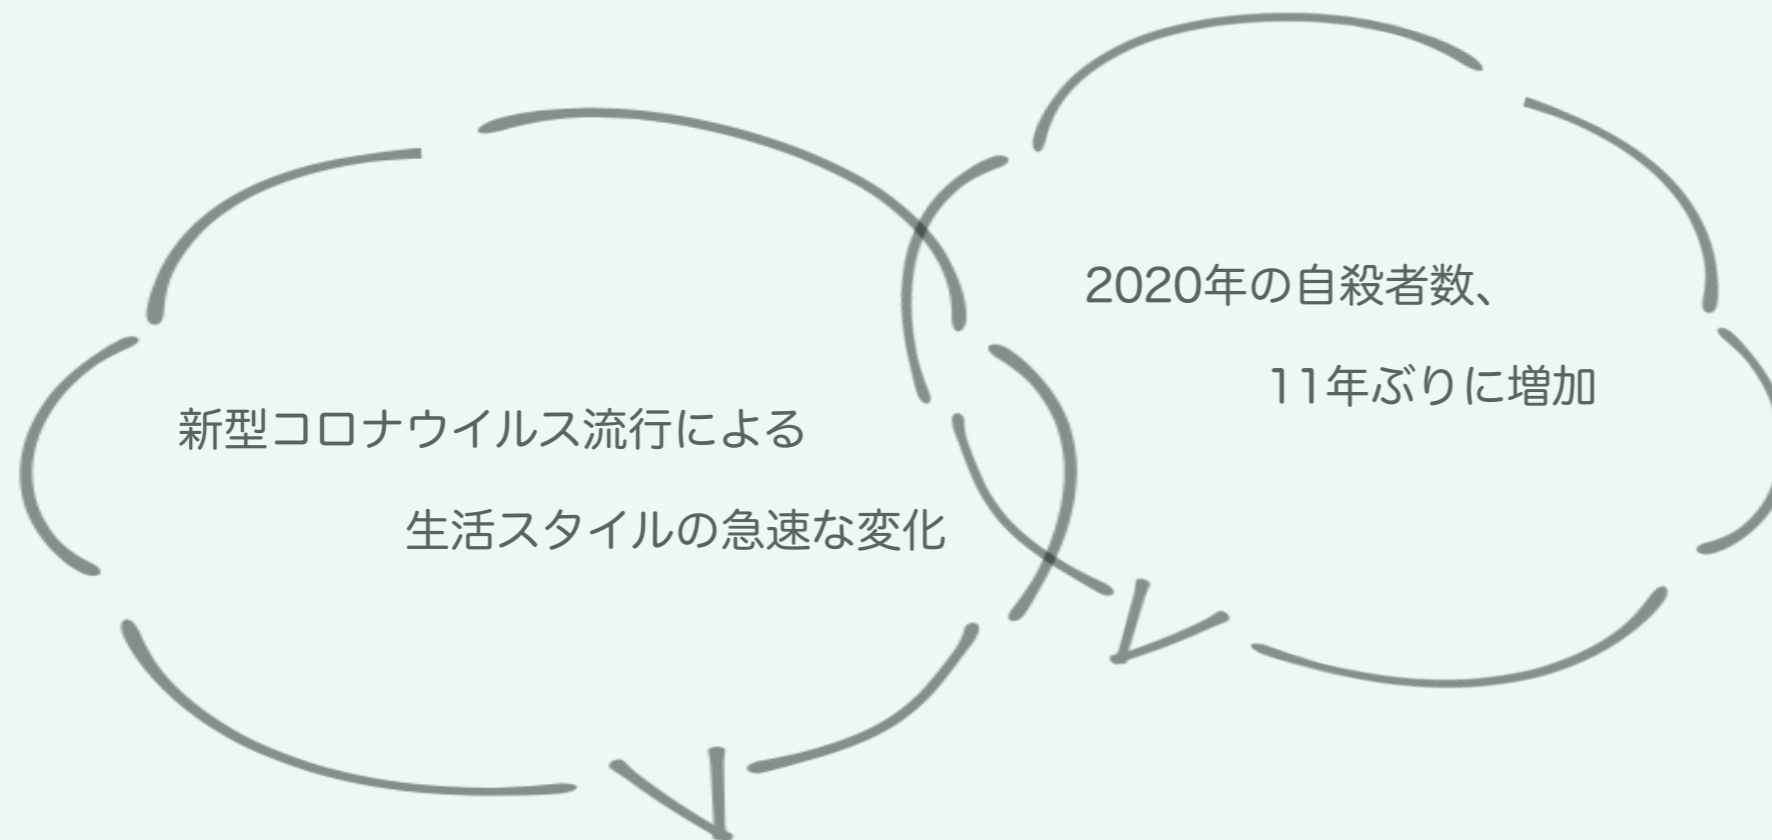 新型コロナウイルス流行による
生活スタイルの急速な変化
2020年の自殺者数、
11年ぶりに増加